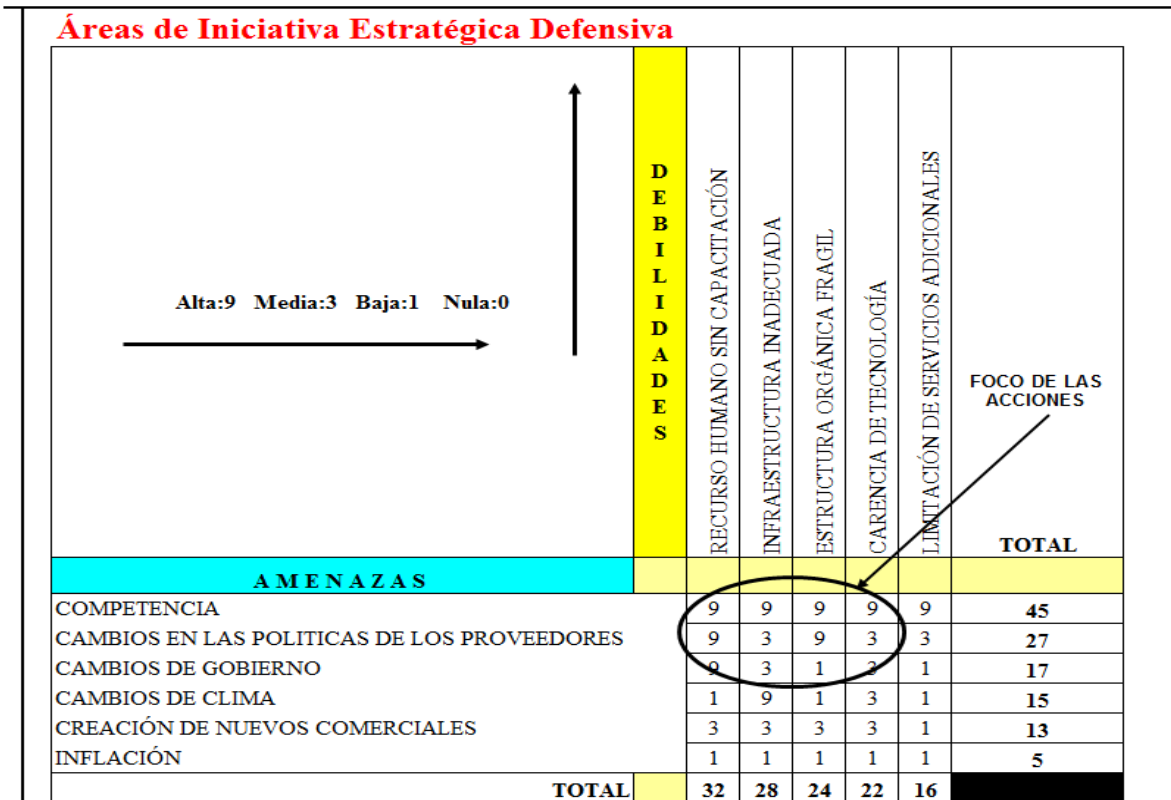 Áreas de Iniciativa Estratégica Defensiva
Alta:9 Media:3 Baja:1 Nula:0
DEBILIDADES
RECURSO HUMANO SIN CAPACITACIÓN
INFRAESTRUCTURA INADECUADA
ESTRUCTURA ORGÁNICA FRAGIL
CARENCIA DE TECNOLOGÍA
LIMITACIÓN DE SERVICIOS ADICIONALES
FOCO DE LAS
ACCIONES
TOTAL
AMENAZAS
COMPETENCIA 9 9 9 9 9 45
CAMBIOS EN LAS POLITICAS DE LOS PROVEEDORES 9 3 9 3 3 27
CAMBIOS DE GOBIERNO 9 3 1 3 1 17
CAMBIOS DE CLIMA 1 9 1 3 1 15
CREACIÓN DE NUEVOS COMERCIALES 3 3 3 3 1 13
INFLACIÓN 1 1 1 1 1 5
TOTAL 32 28 24 22 16